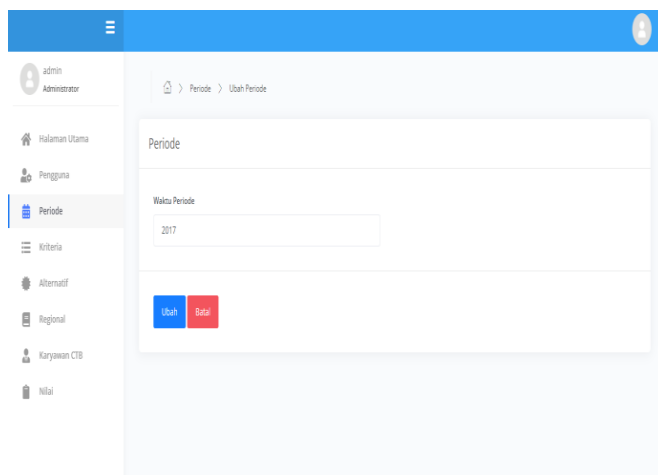 admin
Administrator
Halaman Utama
Pengguna
Periode
Kriteria
Alternatif
Regional
Karyawan CTB
Nilai
Periode > Ubah Periode
Periode
Waktu Periode
2017
Ubah Batal